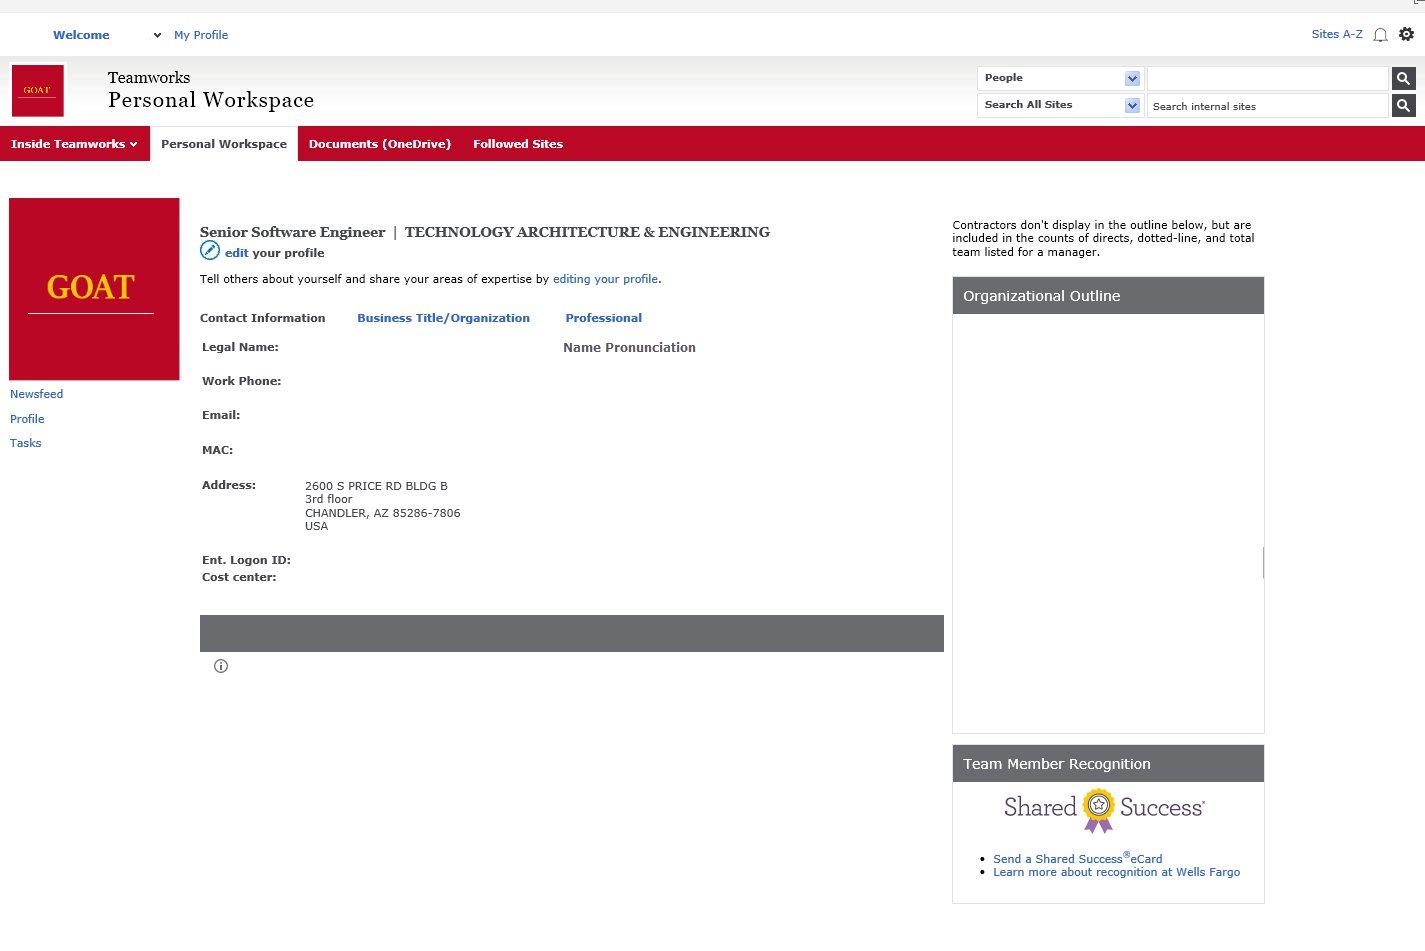 Welcome
My Profile
Sites A-Z
GOAT
Teamworks
Personal Workspace
People
Search All Sites
Search internal sites
Inside Teamworks
Personal Workspace
Documents (OneDrive)
Followed Sites
GOAT
Newsfeed
Profile
Tasks
Senior Software Engineer | TECHNOLOGY ARCHITECTURE & ENGINEERING
edit your profile
Tell others about yourself and share your areas of expertise by editing your profile.
Contact Information
Business Title/Organization
Professional
Legal Name:
Name Pronunciation
Work Phone:
Email:
MAC:
Address:
2600 S PRICE RD BLDG B
3rd floor
CHANDLER, AZ 85286-7806
USA
Ent. Logon ID:
Cost center:
Contractors don't display in the outline below, but are
included in the counts of directs, dotted-line, and total
team listed for a manager.
Organizational Outline
Team Member Recognition
Shared Success®
• Send a Shared Success®eCard
• Learn more about recognition at Wells Fargo